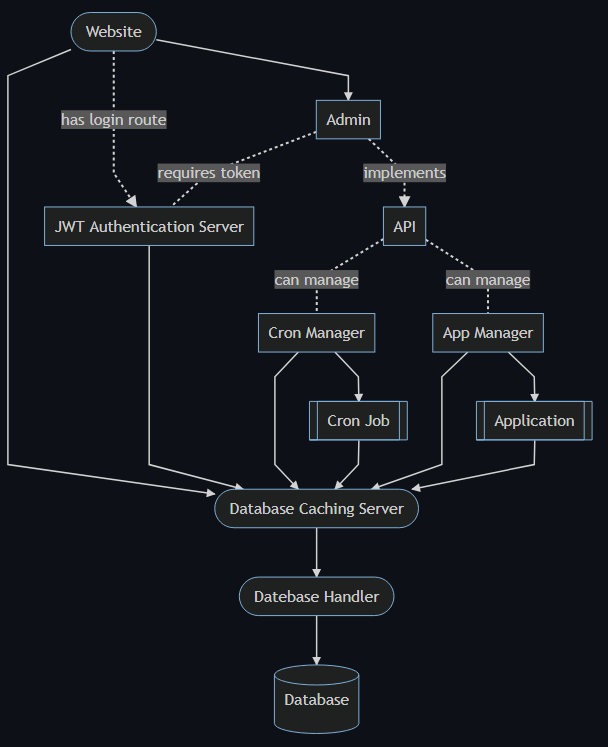 Website
has login route
Admin
requires token
implements
JWT Authentication Server
API
can manage
can manage
Cron Manager
App Manager
Cron Job
Application
Database Caching Server
Datebase Handler
Database